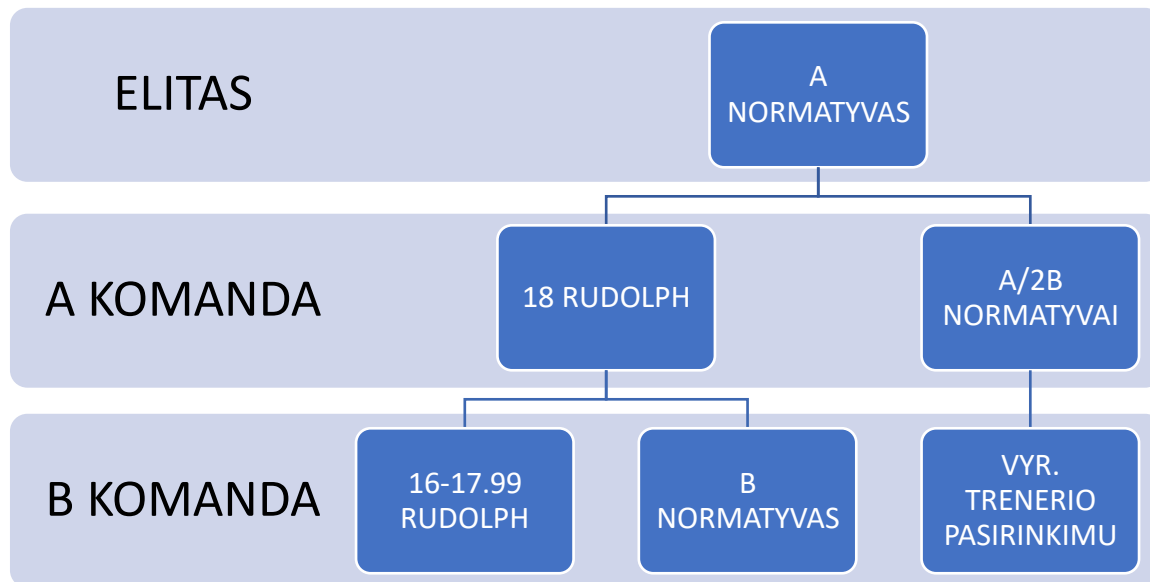 ELITAS
A
NORMATYVAS
A KOMANDA
18 RUDOLPH
A/2B
NORMATYVAI
B KOMANDA
16-17.99
RUDOLPH
B
NORMATYVAS
VYR.
TRENERIO
PASIRINKIMU